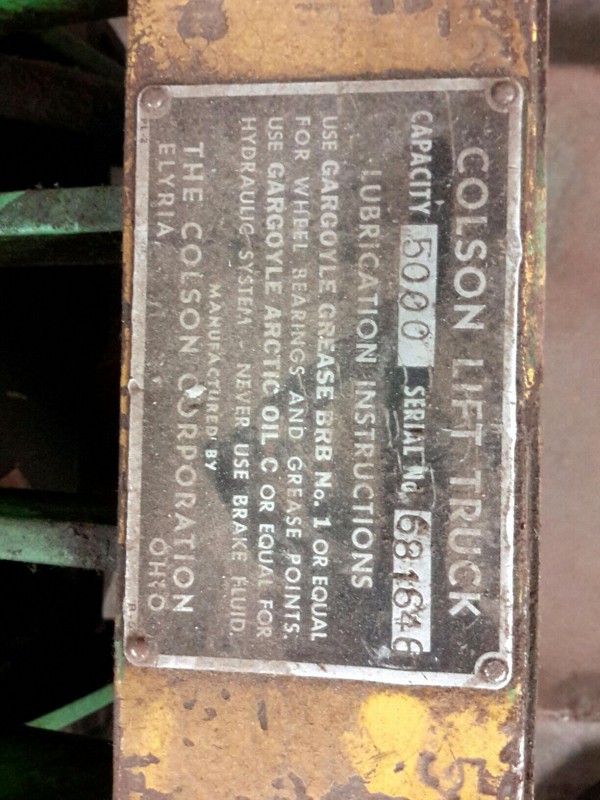 COLSON LIFT TRUCK
CAPACITY 5000 SERIAL No. 681646
LUBRICATION INSTRUCTIONS
USE GARGOYLE GREASE BRB No. 1 OR EQUAL
FOR WHEEL BEARINGS AND GREASE POINTS.
USE GARGOYLE ARCTIC OIL C OR EQUAL FOR
HYDRAULIC SYSTEM - NEVER USE BRAKE FLUID.
MANUFACTURED BY
THE COLSON CORPORATION
ELYRIA, OHIO